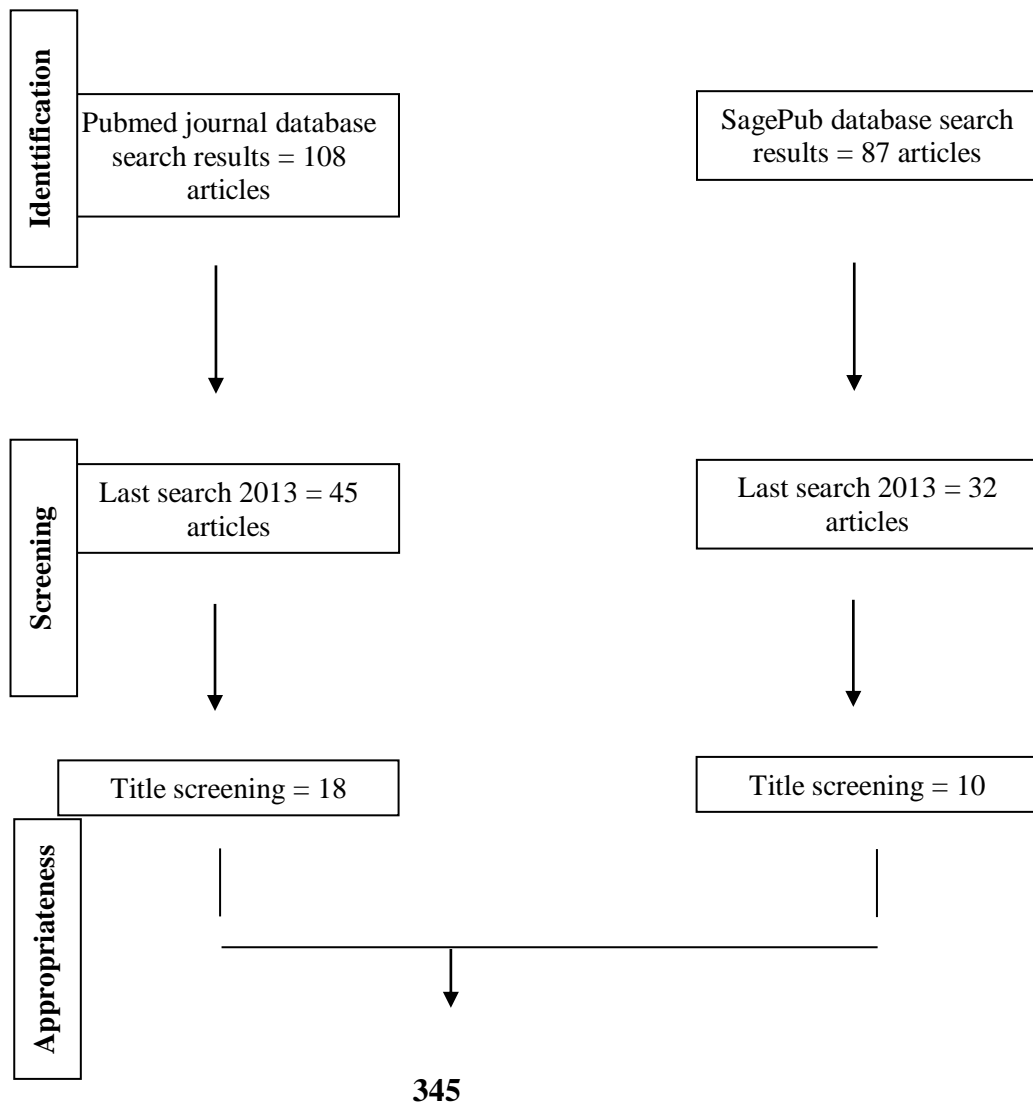 Identtification
Pubmed journal database
search results = 108
articles
SagePub database search
results = 87 articles
Screening
Last search 2013 = 45
articles
Last search 2013 = 32
articles
Title screening = 18
Title screening = 10
Appropriateness
345